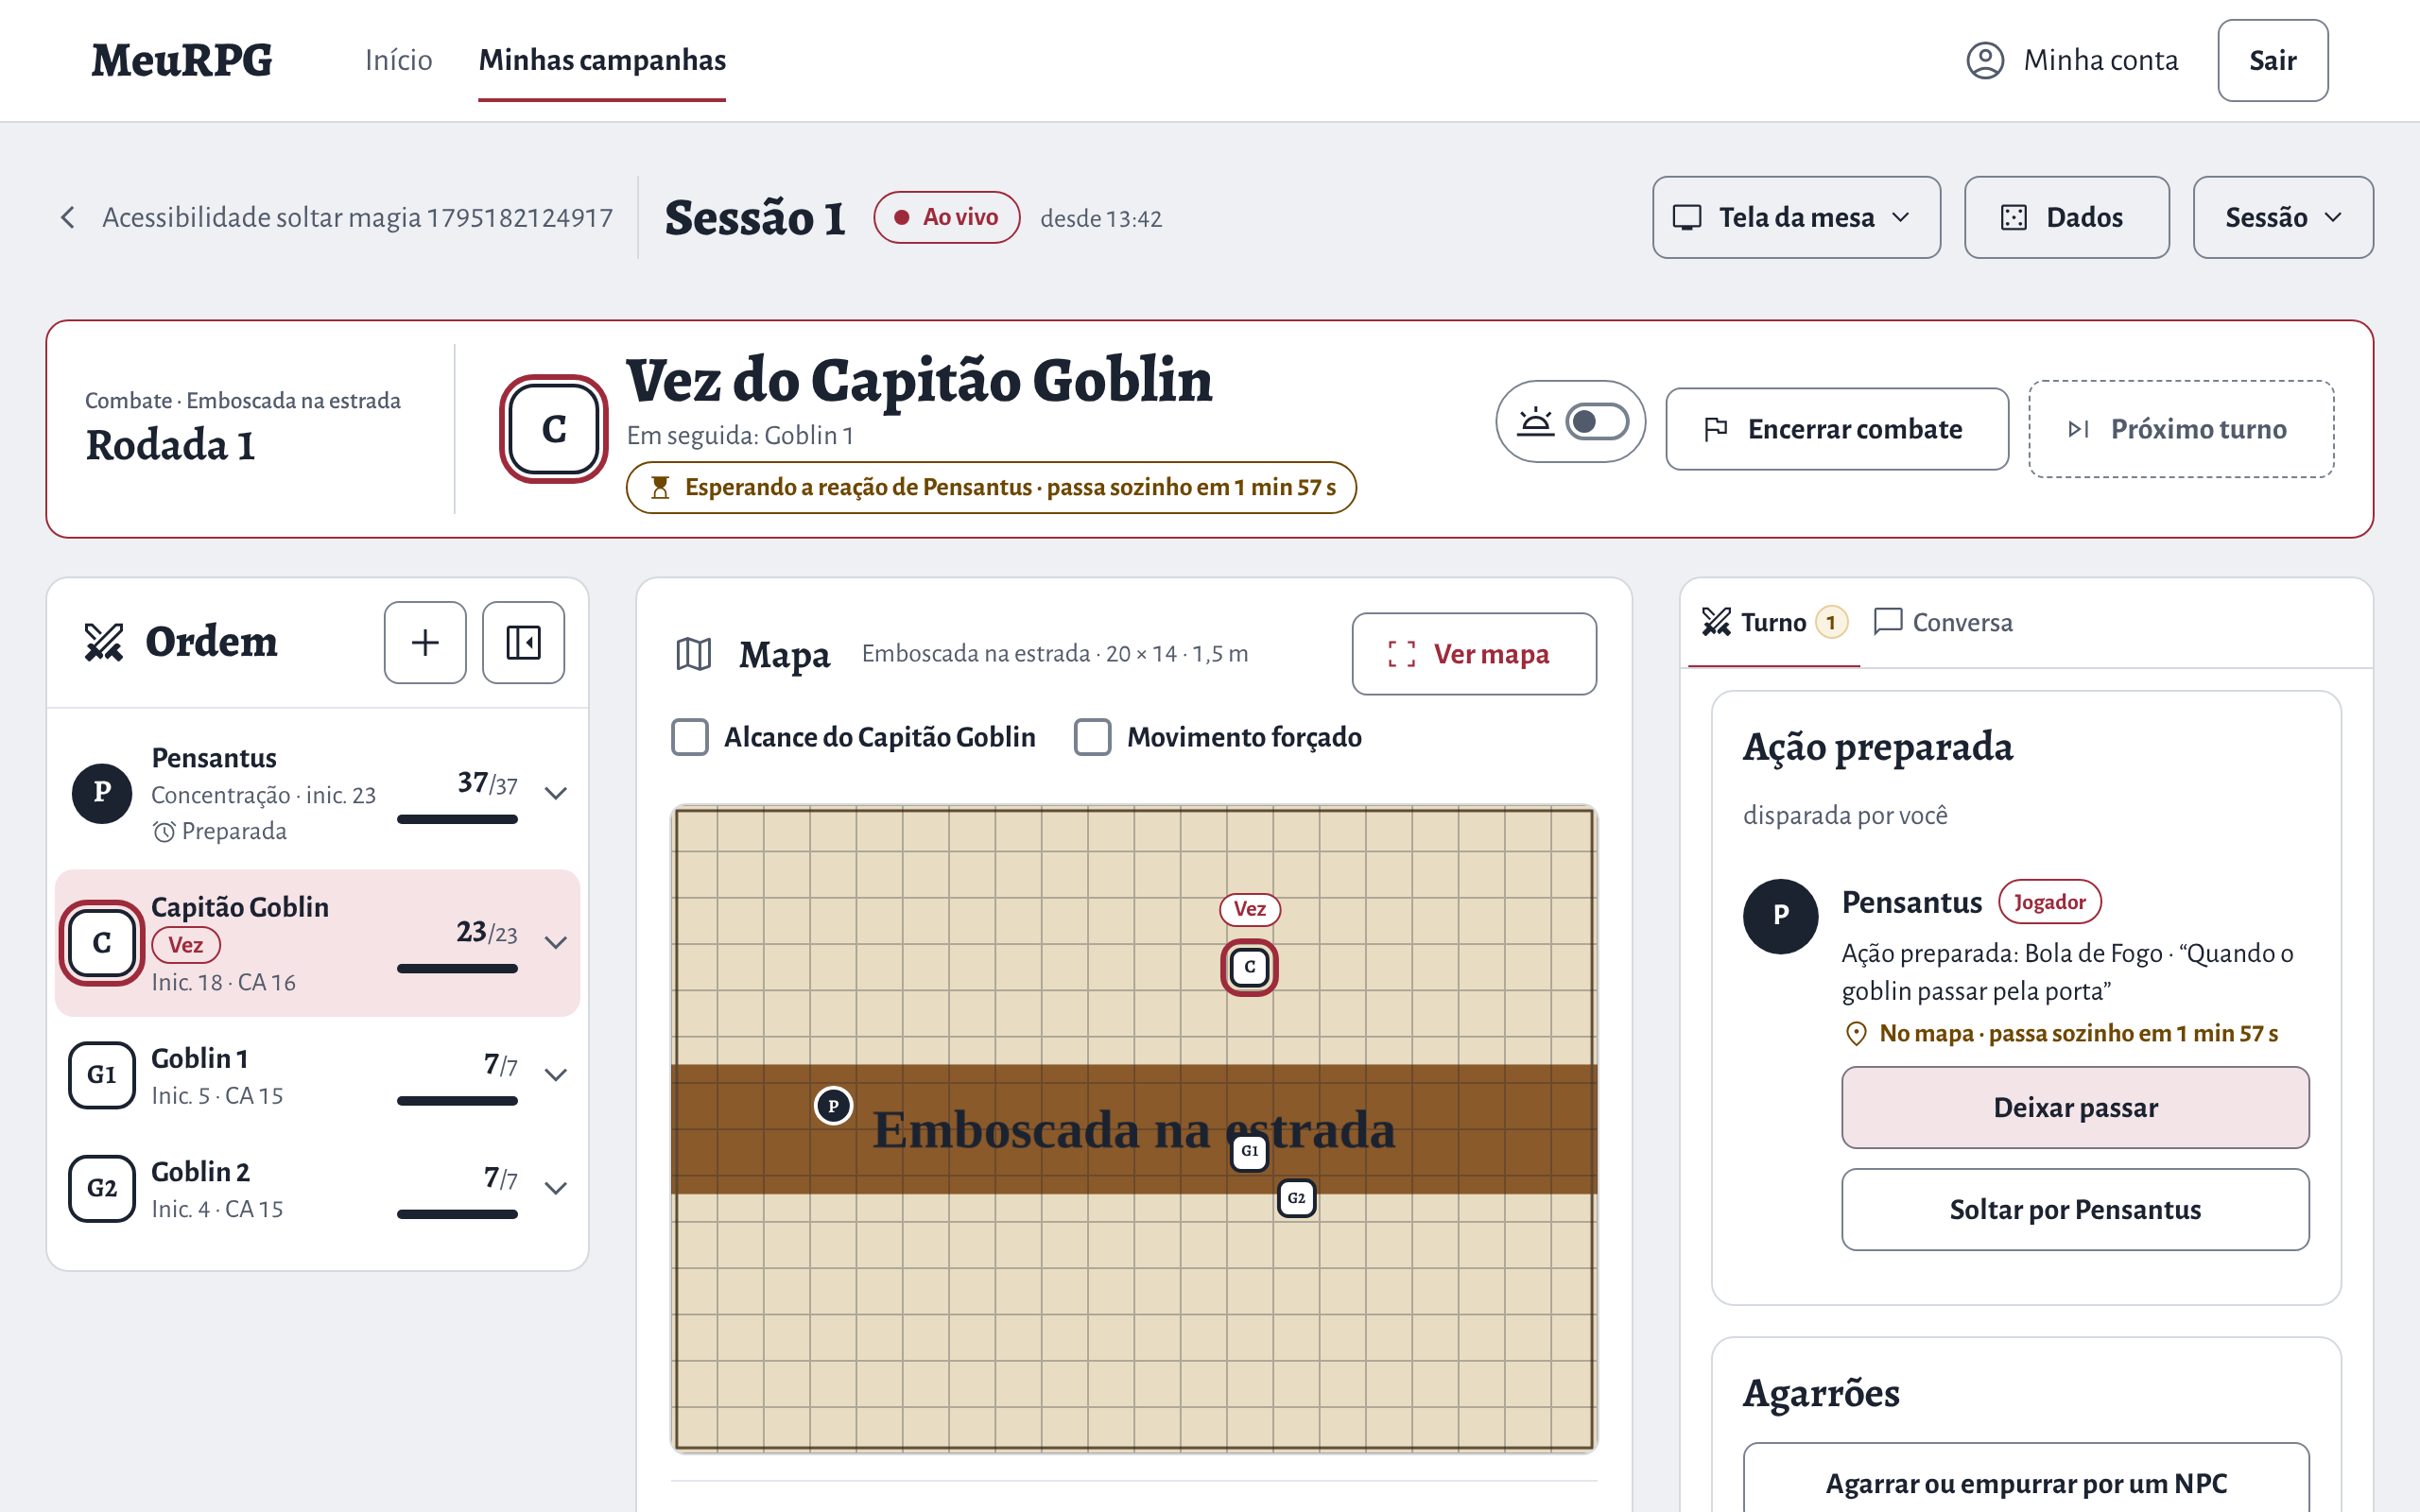 MeuRPG
Início
Minhas campanhas
Minha conta
Sair
Acessibilidade soltar magia 1795182124917
Sessão 1
Ao vivo
desde 13:42
Tela da mesa
Dados
Sessão
Combate · Emboscada na estrada
Rodada 1
C
Vez do Capitão Goblin
Em seguida: Goblin 1
Esperando a reação de Pensantus · passa sozinho em 1 min 57 s
Encerrar combate
Próximo turno
Ordem
P
Pensantus
Concentração · inic. 23
Preparada
37/37
C
Capitão Goblin
Vez
Inic. 18 · CA 16
23/23
G1
Goblin 1
Inic. 5 · CA 15
7/7
G2
Goblin 2
Inic. 4 · CA 15
7/7
Mapa
Emboscada na estrada · 20 × 14 · 1,5 m
Ver mapa
Alcance do Capitão Goblin
Movimento forçado
Vez
C
P
Emboscada na estrada
G1
G2
Turno 1
Conversa
Ação preparada
disparada por você
P
Pensantus
Jogador
Ação preparada: Bola de Fogo · “Quando o
goblin passar pela porta”
No mapa · passa sozinho em 1 min 57 s
Deixar passar
Soltar por Pensantus
Agarrões
Agarrar ou empurrar por um NPC